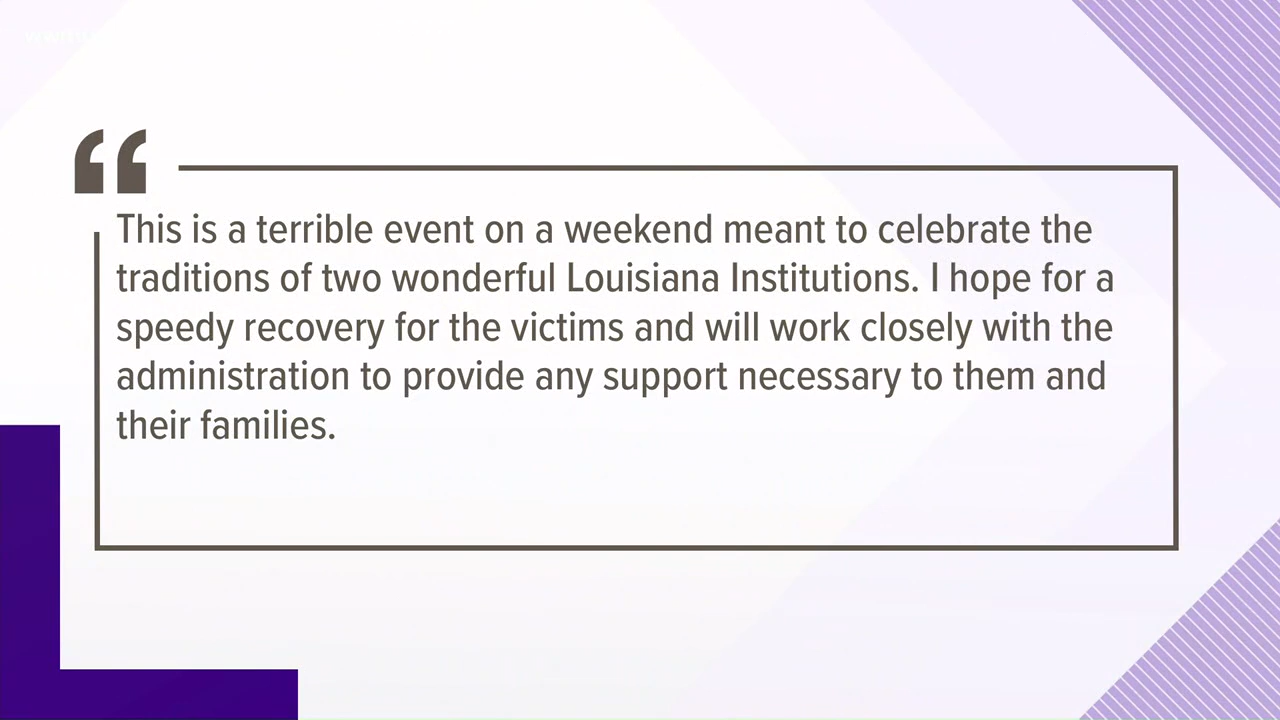 “
This is a terrible event on a weekend meant to celebrate the
traditions of two wonderful Louisiana Institutions. I hope for a
speedy recovery for the victims and will work closely with the
administration to provide any support necessary to them and
their families.